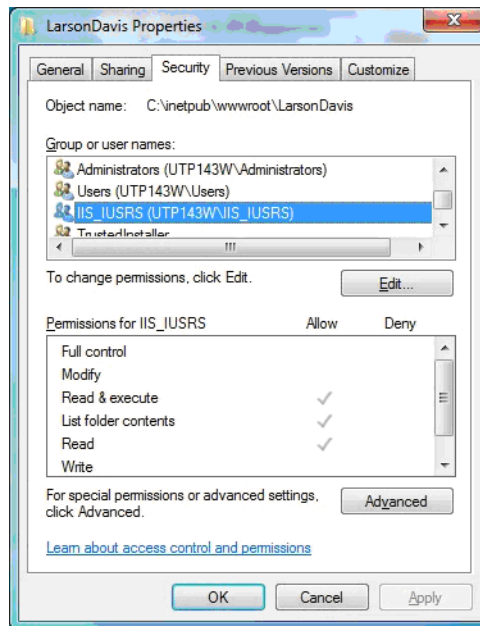 LarsonDavis Properties
General Sharing Security Previous Versions Customize
Object name: C:\inetpub\wwwroot\LarsonDavis
Group or user names:
Administrators (UTP143W\Administrators)
Users (UTP143W\Users)
IIS_IUSRS (UTP143W\IIS_IUSRS)
TrustedInstaller
To change permissions, click Edit.
Edit...
Permissions for IIS_IUSRS Allow Deny
Full control
Modify
Read & execute
List folder contents
Read
Write
For special permissions or advanced settings,
click Advanced.
Advanced
Learn about access control and permissions
OK Cancel Apply